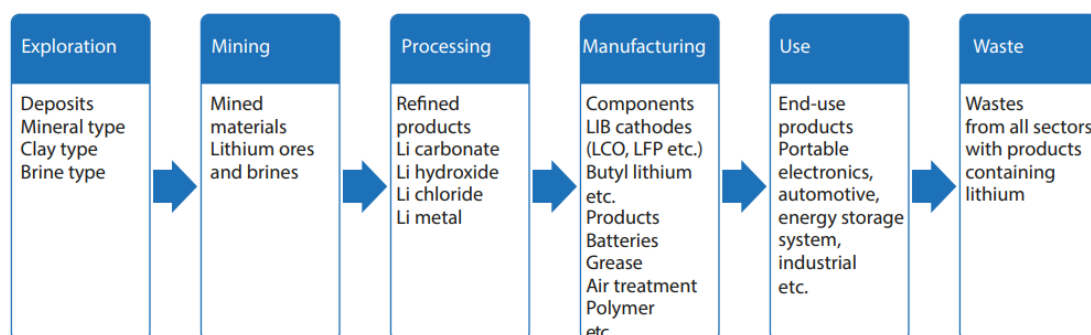 Exploration
Deposits
Mineral type
Clay type
Brine type
Mining
Mined
materials
Lithium ores
and brines
Processing
Refined
products
Li carbonate
Li hydroxide
Li chloride
Li metal
Manufacturing
Components
LIB cathodes
(LCO, LFP etc.)
Butyl lithium
etc.
Products
Batteries
Grease
Air treatment
Polymer
etc.
Use
End-use
products
Portable
electronics,
automotive,
energy storage
system,
industrial
etc.
Waste
Wastes
from all sectors
with products
containing
lithium